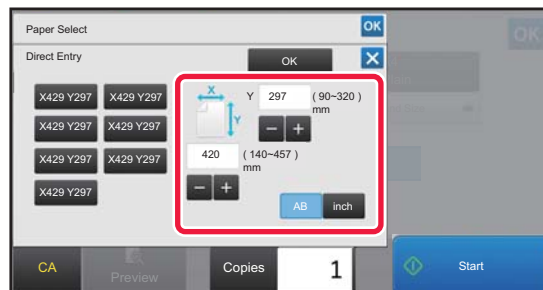 Paper Select
OK
OK
Direct Entry
OK
X
Y
X429 Y297
X429 Y297
X429 Y297
X429 Y297
X429 Y297
X429 Y297
X429 Y297
Y
297
(90~320)
mm
420
(140~457)
mm
AB
inch
CA
Preview
Copies
1
Start